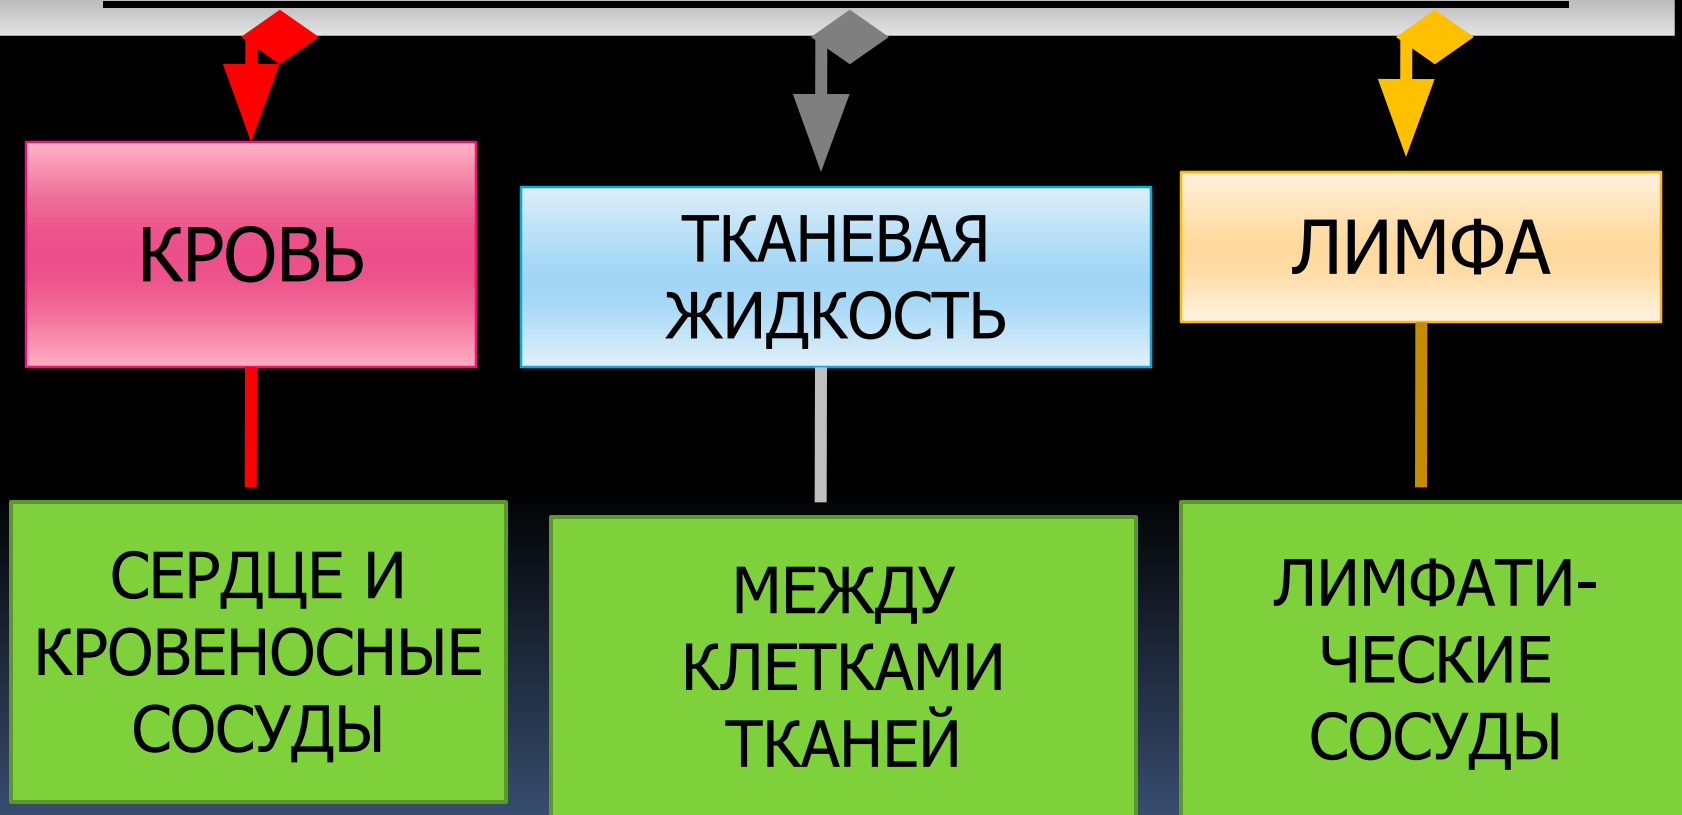 КРОВЬ
ТКАНЕВАЯ
ЖИДКОСТЬ
ЛИМФА
СЕРДЦЕ И
КРОВЕНОСНЫЕ
СОСУДЫ
МЕЖДУ
КЛЕТКАМИ
ТКАНЕЙ
ЛИМФАТИ-
ЧЕСКИЕ
СОСУДЫ